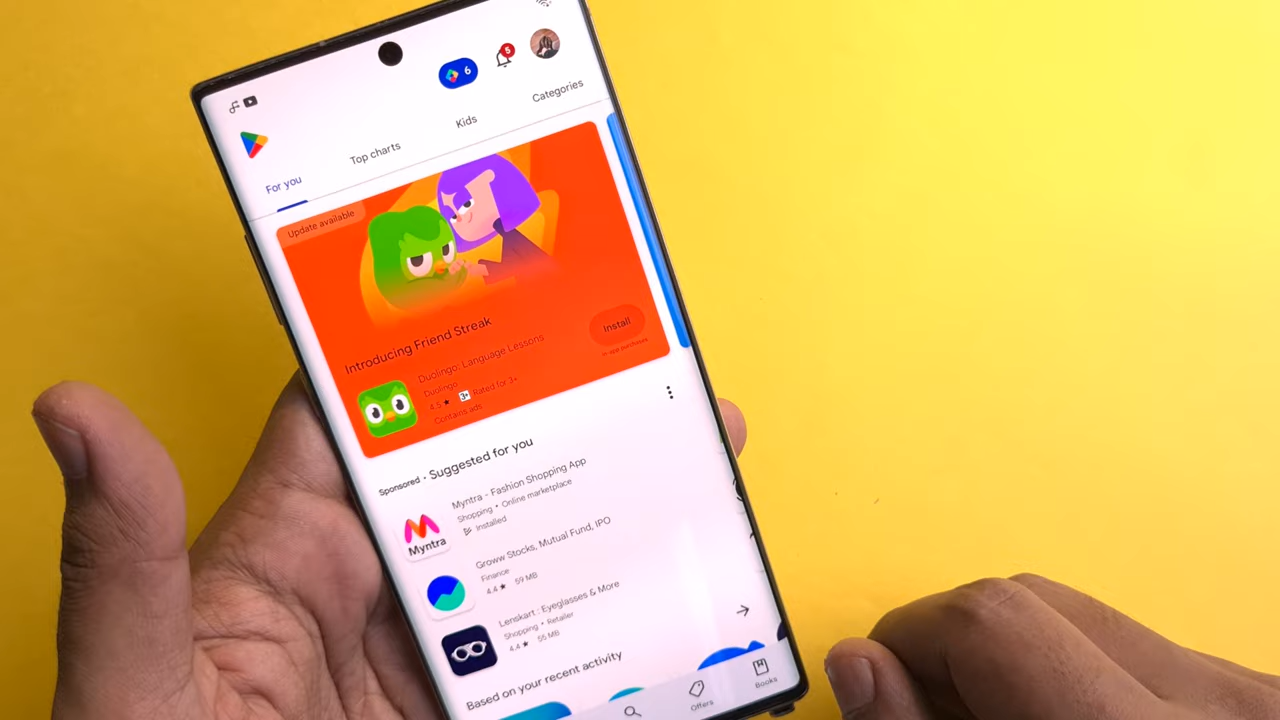 6
5
For you
Top charts
Kids
Categories
Update available
Introducing Friend Streak
Duolingo: Language Lessons
Duolingo
4.5 ★ 3+ Rated for 3+
Contains ads
Install
In-app purchases
Sponsored • Suggested for you
Myntra - Fashion Shopping App
Shopping • Online marketplace
Installed
Myntra
Groww Stocks, Mutual Fund, IPO
Finance
4.4 ★ 59 MB
Lenskart : Eyeglasses & More
Shopping • Retailer
4.4 ★ 55 MB
Based on your recent activity
Offers
Books